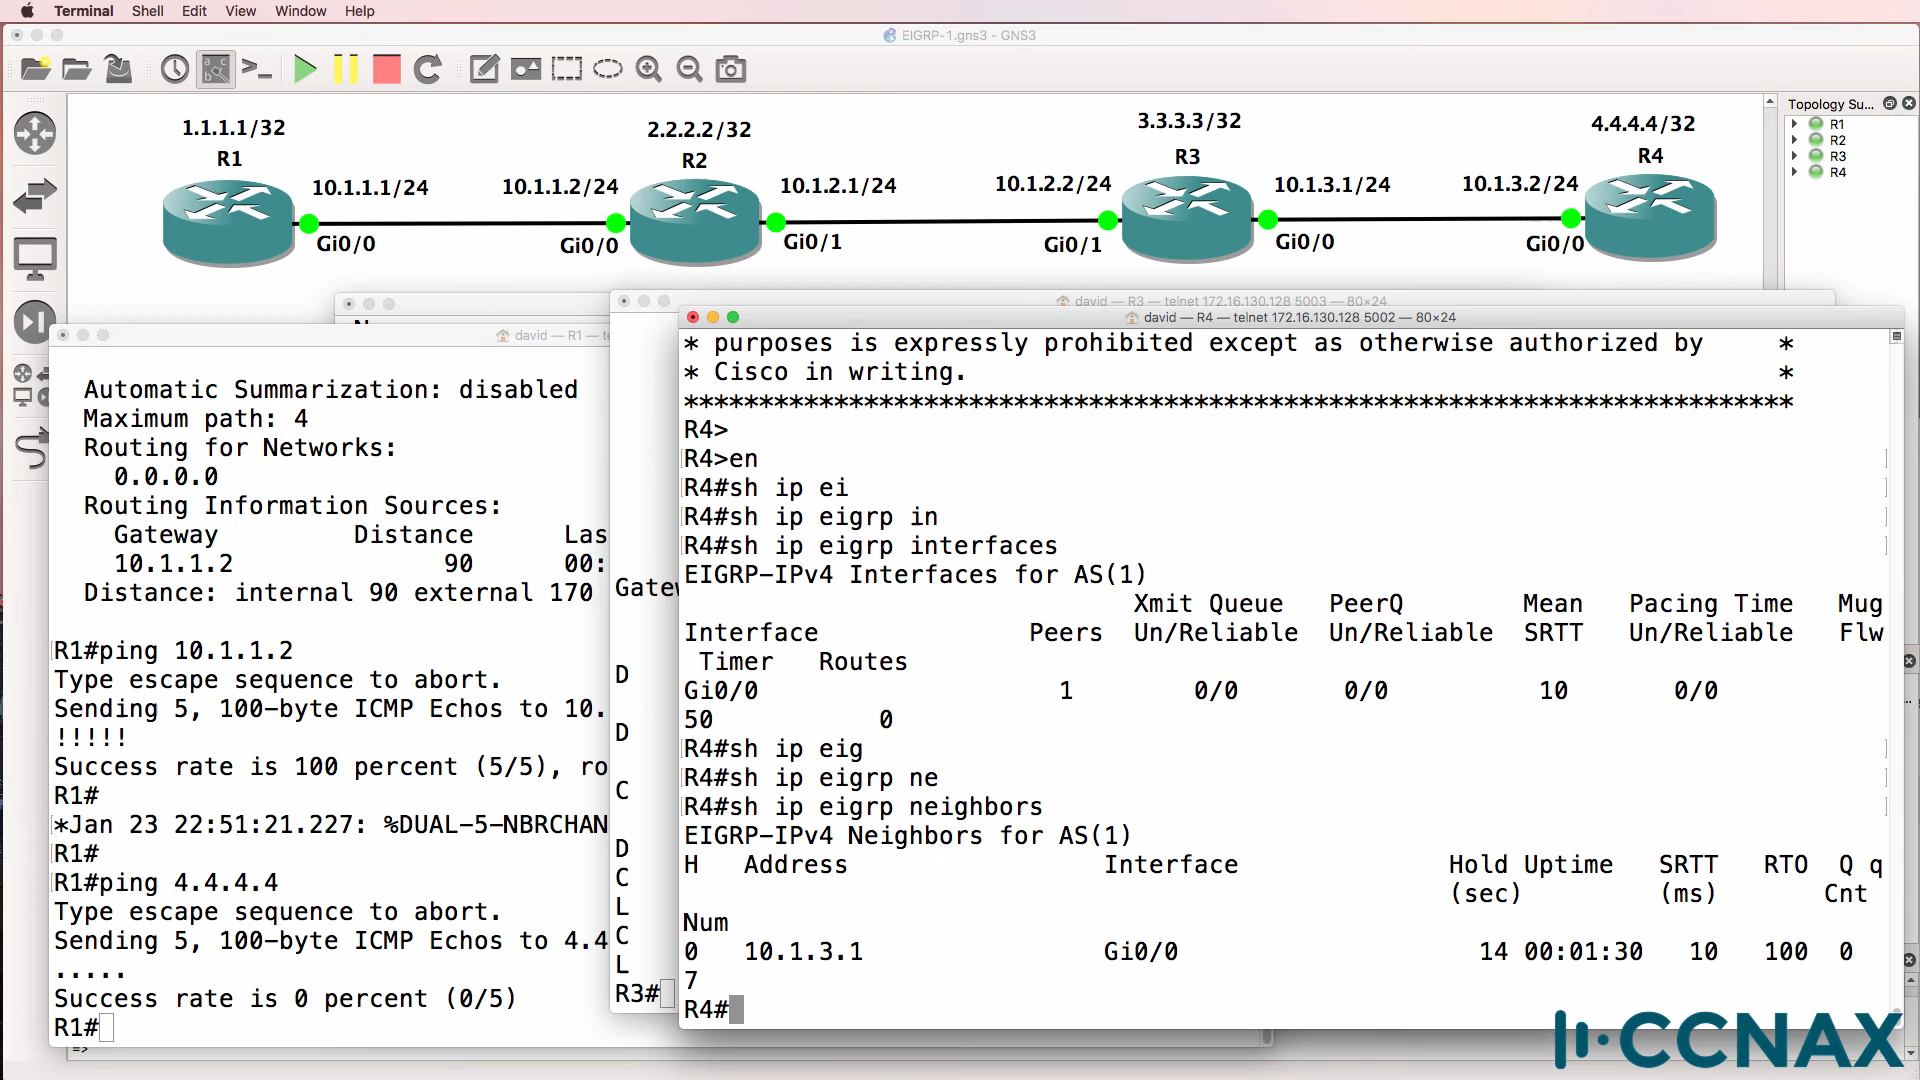 Terminal Shell Edit View Window Help
EIGRP-1.gns3 - GNS3
Topology Su...
R1
R2
R3
R4
1.1.1.1/32
R1
10.1.1.1/24
Gi0/0
2.2.2.2/32
R2
10.1.1.2/24
Gi0/0
10.1.2.1/24
Gi0/1
3.3.3.3/32
R3
10.1.2.2/24
Gi0/1
10.1.3.1/24
Gi0/0
4.4.4.4/32
R4
10.1.3.2/24
Gi0/0
david — R1 — te
Automatic Summarization: disabled
Maximum path: 4
Routing for Networks:
0.0.0.0
Routing Information Sources:
Gateway Distance Las
10.1.1.2 90 00:
Distance: internal 90 external 170
R1#ping 10.1.1.2
Type escape sequence to abort.
Sending 5, 100-byte ICMP Echos to 10.
!!!!!
Success rate is 100 percent (5/5), ro
R1#
*Jan 23 22:51:21.227: %DUAL-5-NBRCHAN
R1#
R1#ping 4.4.4.4
Type escape sequence to abort.
Sending 5, 100-byte ICMP Echos to 4.4
.....
Success rate is 0 percent (0/5)
R1#
=>
david — R3 — telnet 172.16.130.128 5003 — 80×24
Gatew
D
D
C
D
C
L
C
L
R3#
david — R4 — telnet 172.16.130.128 5002 — 80×24
* purposes is expressly prohibited except as otherwise authorized by *
* Cisco in writing. *
**************************************************************************
R4>
R4>en
R4#sh ip ei
R4#sh ip eigrp in
R4#sh ip eigrp interfaces
EIGRP-IPv4 Interfaces for AS(1)
Xmit Queue PeerQ Mean Pacing Time Mug
Interface Peers Un/Reliable Un/Reliable SRTT Un/Reliable Flw
Timer Routes
Gi0/0 1 0/0 0/0 10 0/0
50 0
R4#sh ip eig
R4#sh ip eigrp ne
R4#sh ip eigrp neighbors
EIGRP-IPv4 Neighbors for AS(1)
H Address Interface Hold Uptime SRTT RTO Q q
(sec) (ms) Cnt
Num
0 10.1.3.1 Gi0/0 14 00:01:30 10 100 0
7
R4#
CCNAX